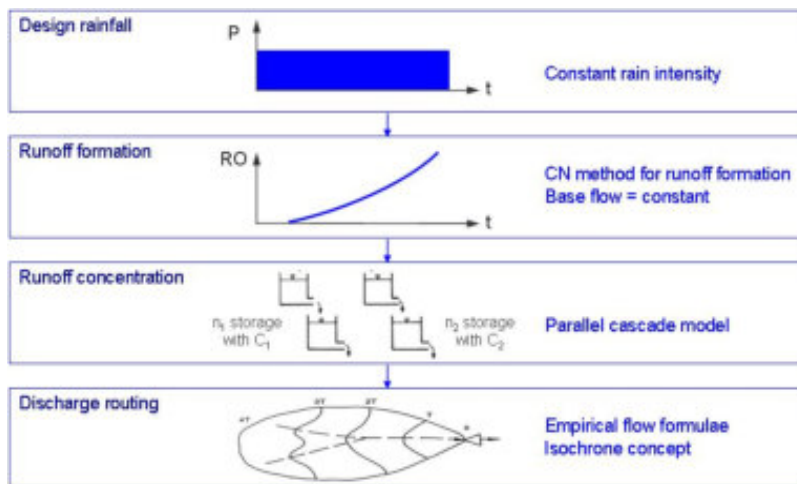 Design rainfall
P
t
Constant rain intensity
Runoff formation
RO
t
CN method for runoff formation
Base flow = constant
Runoff concentration
n1 storage
with C1
n2 storage
with C2
Parallel cascade model
Discharge routing
Empirical flow formulae
Isochrone concept